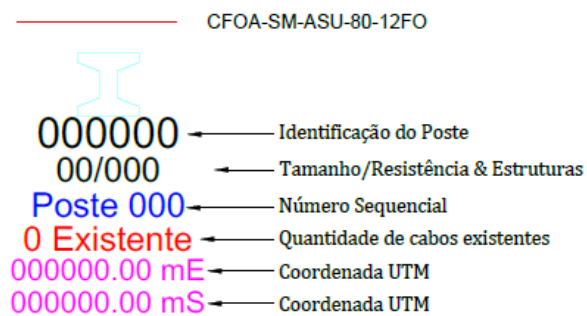 CFOA-SM-ASU-80-12FO
000000 Identificação do Poste
00/000 Tamanho/Resistência & Estruturas
Poste 000 Número Sequencial
0 Existente Quantidade de cabos existentes
000000.00 mE Coordenada UTM
000000.00 mS Coordenada UTM